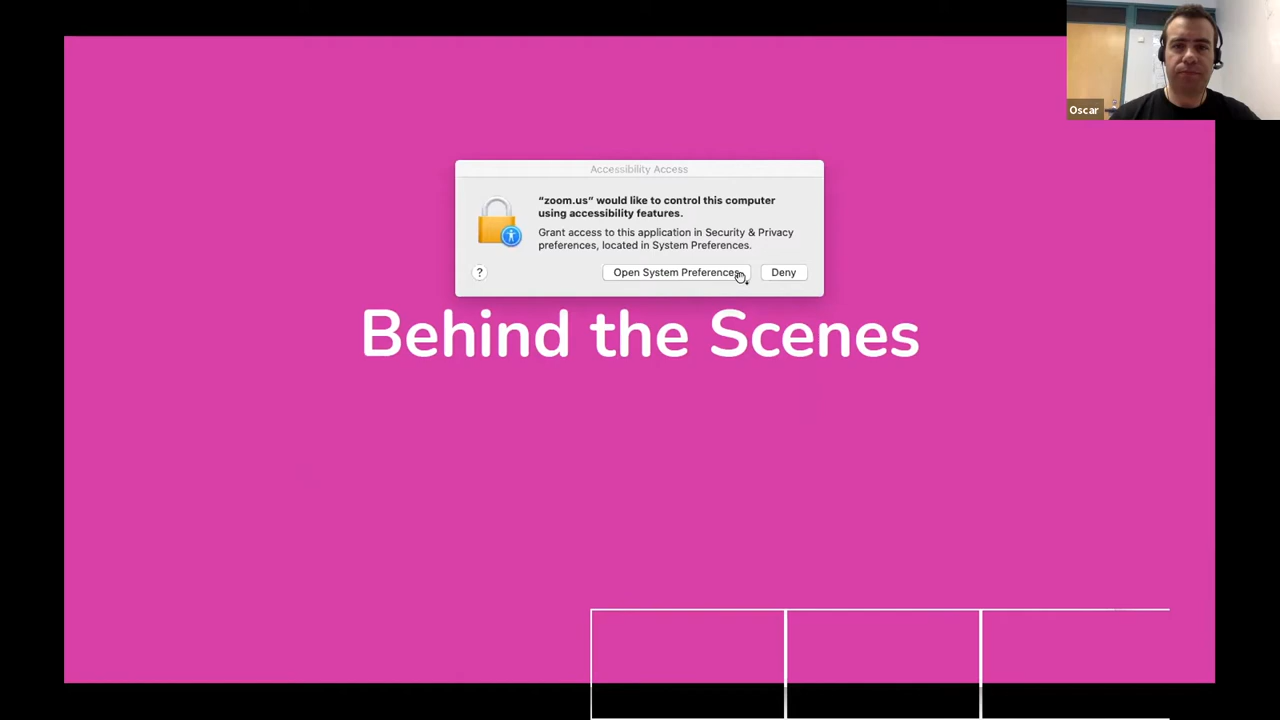 Oscar
Accessibility Access
“zoom.us” would like to control this computer
using accessibility features.
Grant access to this application in Security & Privacy
preferences, located in System Preferences.
?
Open System Preferences
Deny
Behind the Scenes